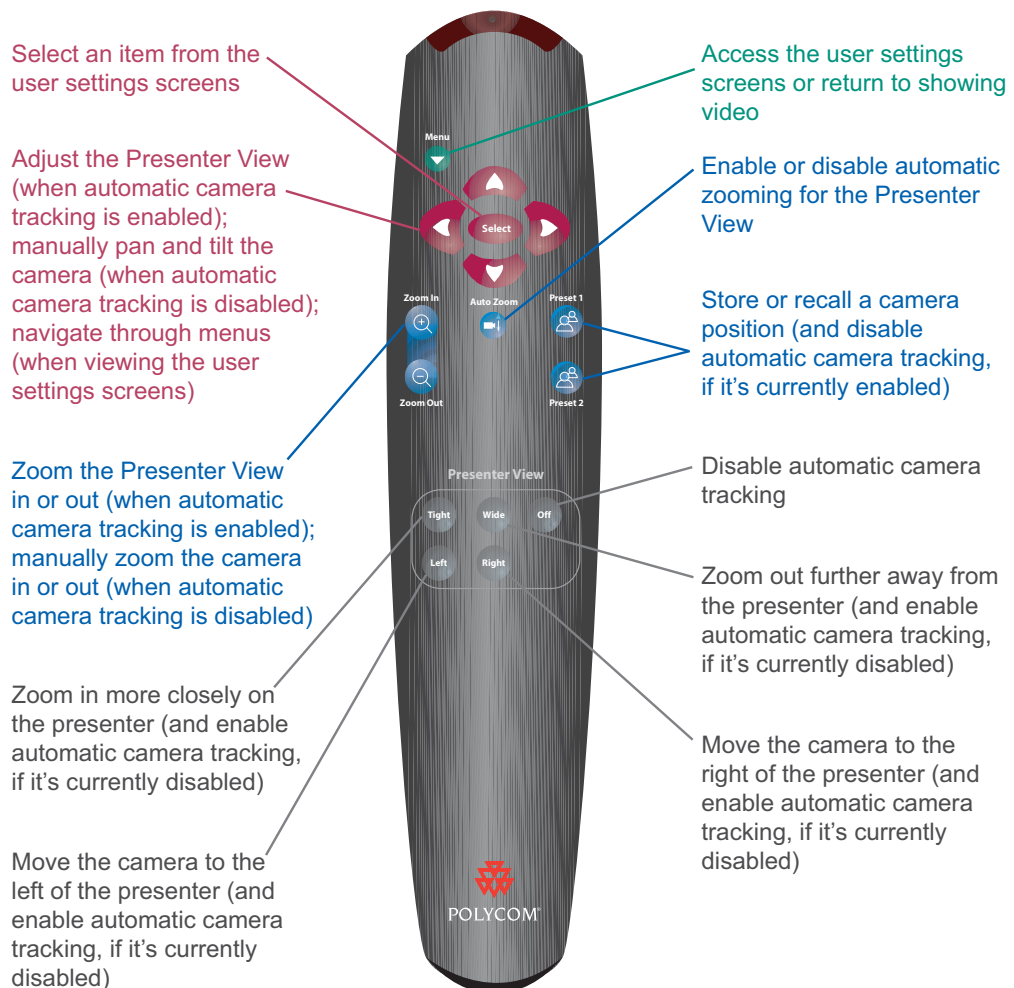 Select an item from the
user settings screens
Adjust the Presenter View
(when automatic camera
tracking is enabled);
manually pan and tilt the
camera (when automatic
camera tracking is disabled);
navigate through menus
(when viewing the user
settings screens)
Zoom the Presenter View
in or out (when automatic
camera tracking is enabled);
manually zoom the camera
in or out (when automatic
camera tracking is disabled)
Zoom in more closely on
the presenter (and enable
automatic camera tracking,
if it's currently disabled)
Move the camera to the
left of the presenter (and
enable automatic camera
tracking, if it's currently
disabled)
Menu
Select
Zoom In
Auto Zoom
Preset 1
Zoom Out
Preset 2
Presenter View
Tight
Wide
Off
Left
Right
POLYCOM®
Access the user settings
screens or return to showing
video
Enable or disable automatic
zooming for the Presenter
View
Store or recall a camera
position (and disable
automatic camera tracking,
if it's currently enabled)
Disable automatic camera
tracking
Zoom out further away from
the presenter (and enable
automatic camera tracking,
if it's currently disabled)
Move the camera to the
right of the presenter (and
enable automatic camera
tracking, if it's currently
disabled)